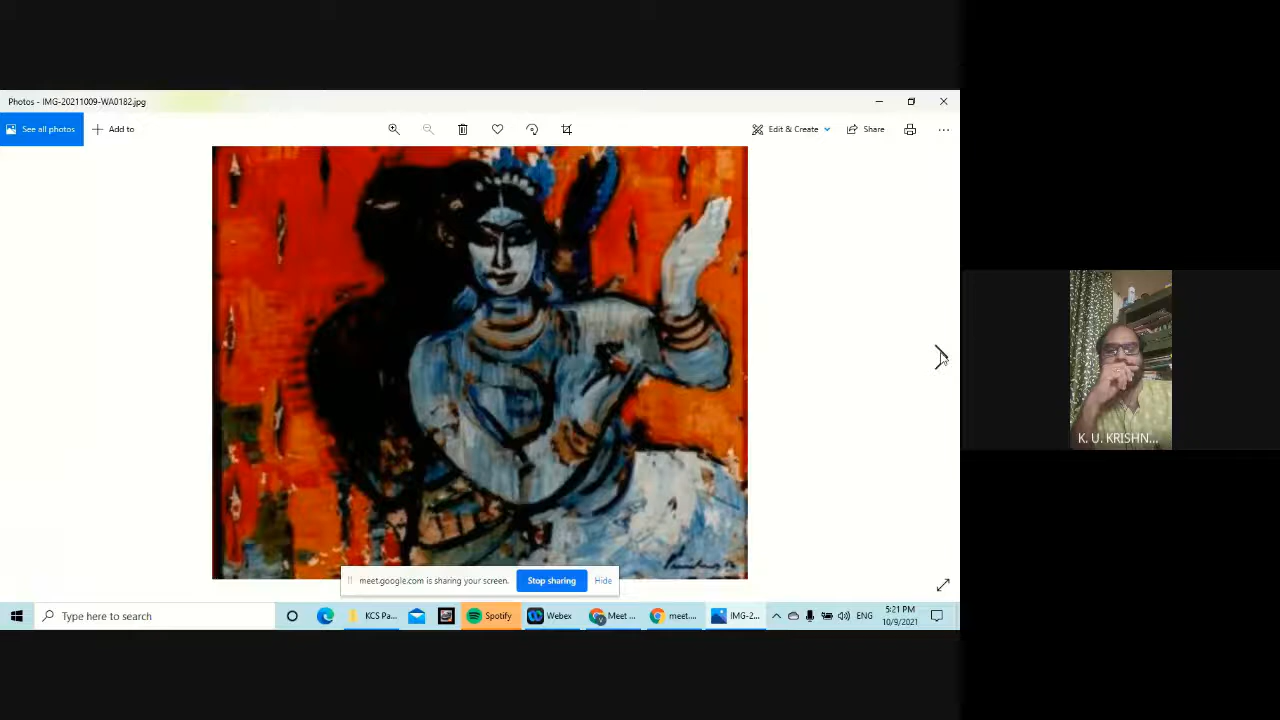 Photos - IMG-20211009-WA0182.jpg
See all photos
Add to
Edit & Create
Share
meet.google.com is sharing your screen.
Stop sharing
Hide
K. U. KRISHN...
Type here to search
KCS Pa...
Spotify
Webex
Meet ...
meet....
IMG-2...
ENG
5:21 PM
10/9/2021